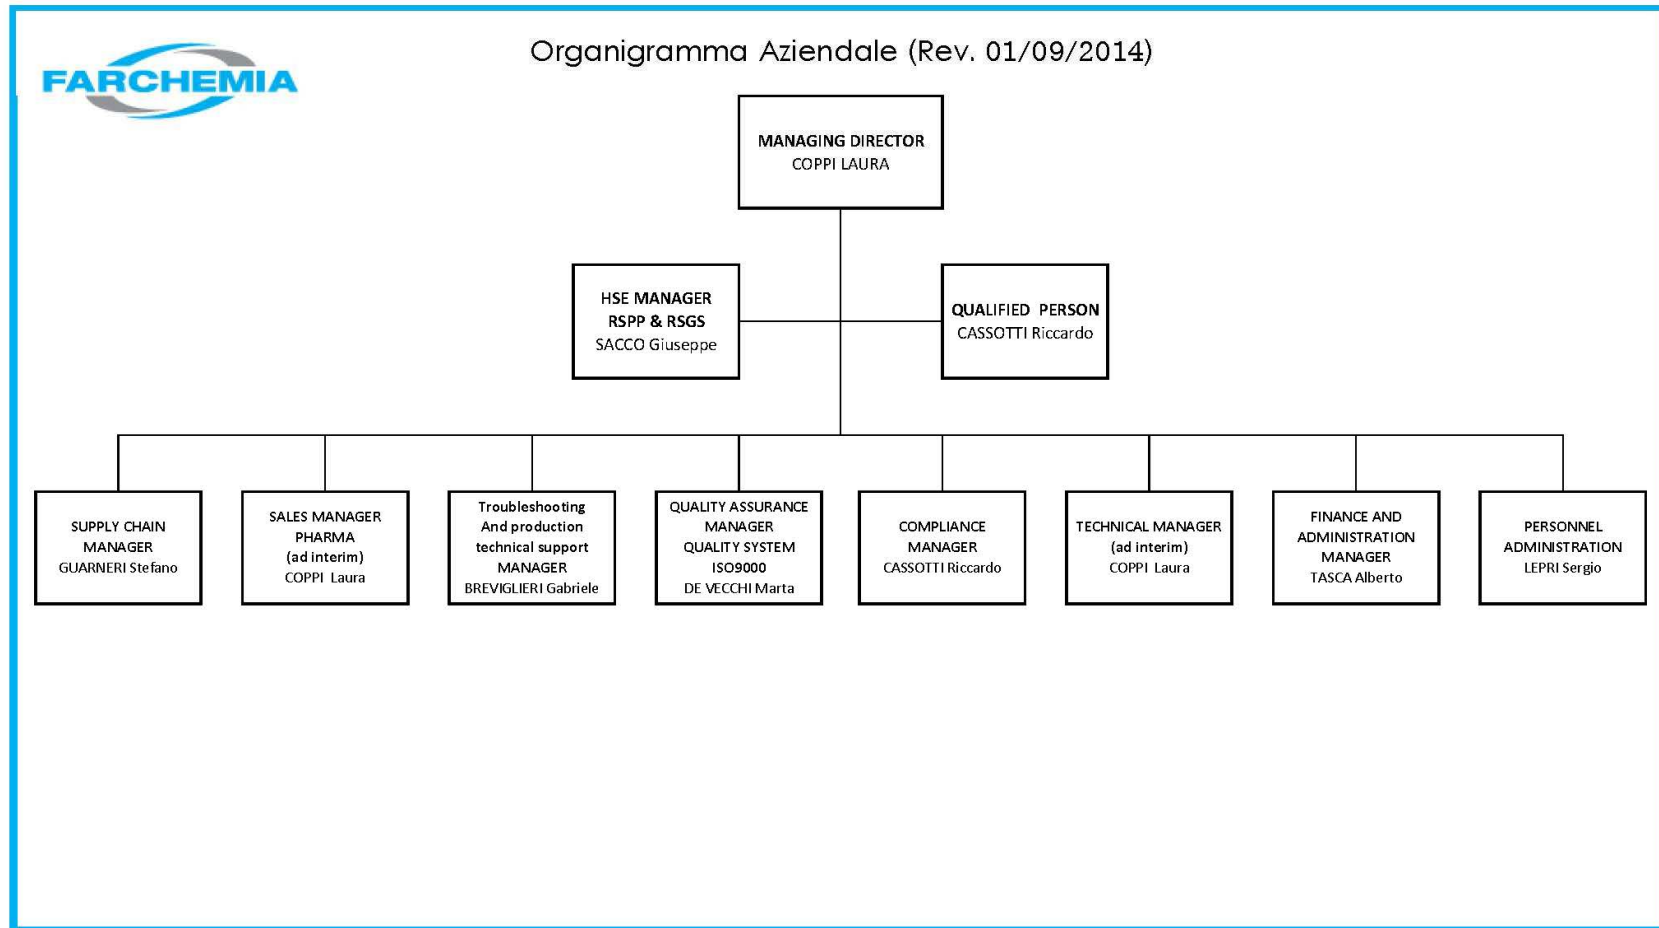 FARCHEMIA
Organigramma Aziendale (Rev. 01/09/2014)
MANAGING DIRECTOR
COPPI LAURA
HSE MANAGER
RSPP & RSGS
SACCO Giuseppe
QUALIFIED PERSON
CASSOTTI Riccardo
SUPPLY CHAIN
MANAGER
GUARNERI Stefano
SALES MANAGER
PHARMA
(ad interim)
COPPI Laura
Troubleshooting
And production
technical support
MANAGER
BREVIGLIERI Gabriele
QUALITY ASSURANCE
MANAGER
QUALITY SYSTEM
ISO9000
DE VECCHI Marta
COMPLIANCE
MANAGER
CASSOTTI Riccardo
TECHNICAL MANAGER
(ad interim)
COPPI Laura
FINANCE AND
ADMINISTRATION
MANAGER
TASCA Alberto
PERSONNEL
ADMINISTRATION
LEPRI Sergio